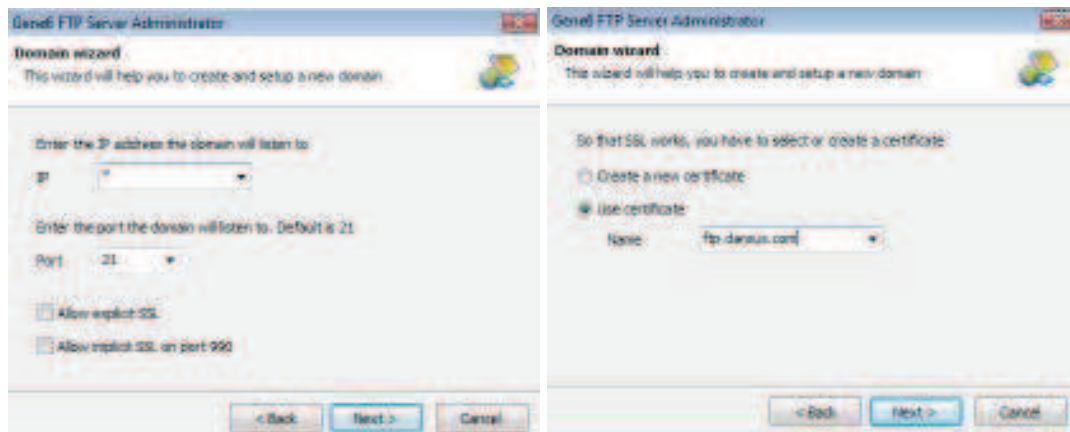 Gene6 FTP Server Administrator
Domain wizard
This wizard will help you to create and setup a new domain
Enter the IP address the domain will listen to
IP *
Enter the port the domain will listen to. Default is 21
Port 21
Allow explicit SSL
Allow implicit SSL on port 990
< Back Next > Cancel
Gene6 FTP Server Administrator
Domain wizard
This wizard will help you to create and setup a new domain
So that SSL works, you have to select or create a certificate
Create a new certificate
Use certificate
Name
< Back Next > Cancel